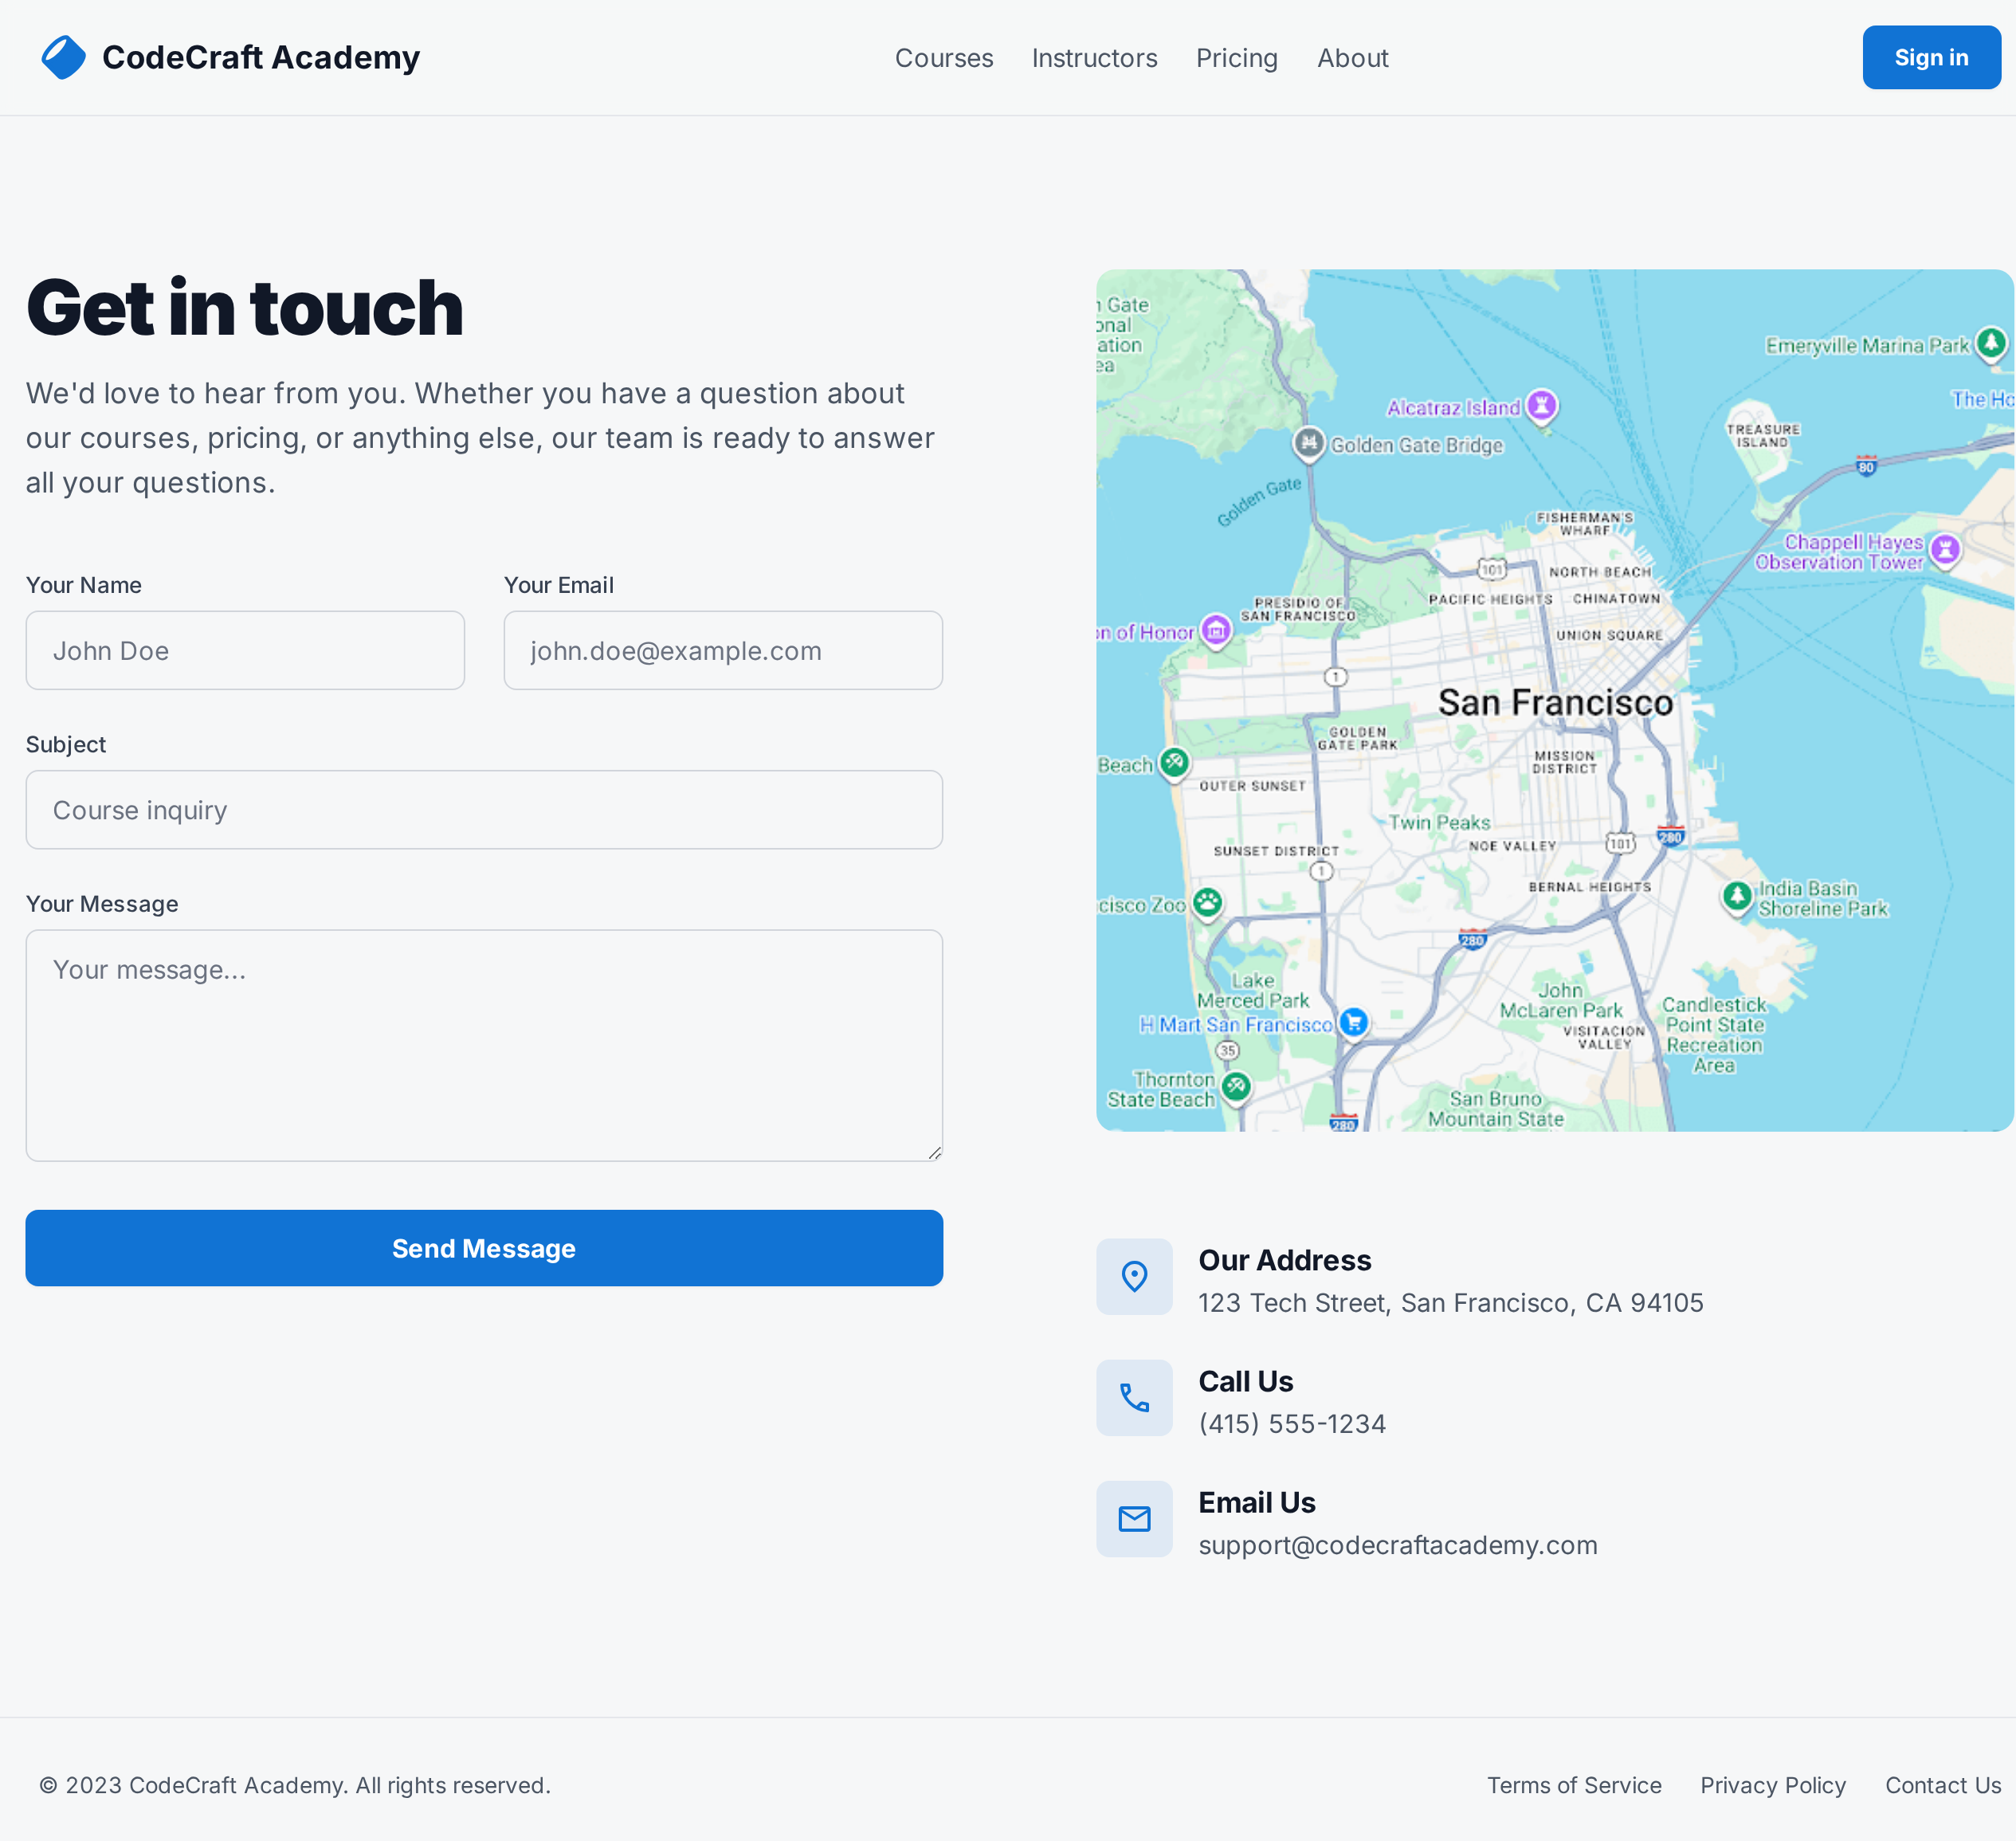 CodeCraft Academy
Courses
Instructors
Pricing
About
Sign in
Get in touch
We'd love to hear from you. Whether you have a question about
our courses, pricing, or anything else, our team is ready to answer
all your questions.
Your Name
Your Email
John Doe
john.doe@example.com
Subject
Course inquiry
Your Message
Your message...
Send Message
n Gate
onal
ation
ea
Emeryville Marina Park
The Ho
Alcatraz Island
Golden Gate Bridge
TREASURE
ISLAND
80
Golden Gate
FISHERMAN'S
WHARF
Chappell Hayes
Observation Tower
101
NORTH BEACH
PACIFIC HEIGHTS
CHINATOWN
PRESIDIO OF
SAN FRANCISCO
on of Honor
UNION SQUARE
1
San Francisco
GOLDEN
GATE PARK
MISSION
DISTRICT
Beach
OUTER SUNSET
Twin Peaks
280
101
NOE VALLEY
SUNSET DISTRICT
1
BERNAL HEIGHTS
India Basin
Shoreline Park
cisco Zoo
280
Lake
Merced Park
John
McLaren Park
Candlestick
Point State
Recreation
Area
H Mart San Francisco
VISITACION
VALLEY
35
Thornton
State Beach
San Bruno
Mountain State
280
Our Address
123 Tech Street, San Francisco, CA 94105
Call Us
(415) 555-1234
Email Us
support@codecraftacademy.com
© 2023 CodeCraft Academy. All rights reserved.
Terms of Service
Privacy Policy
Contact Us